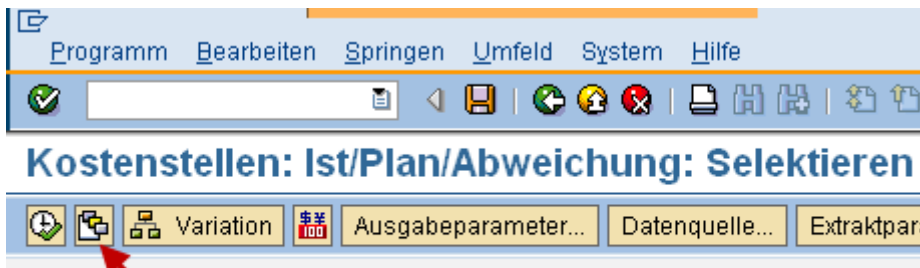 Programm Bearbeiten Springen Umfeld System Hilfe
Kostenstellen: Ist/Plan/Abweichung: Selektieren
Variation Ausgabeparameter... Datenquelle... Extraktpar